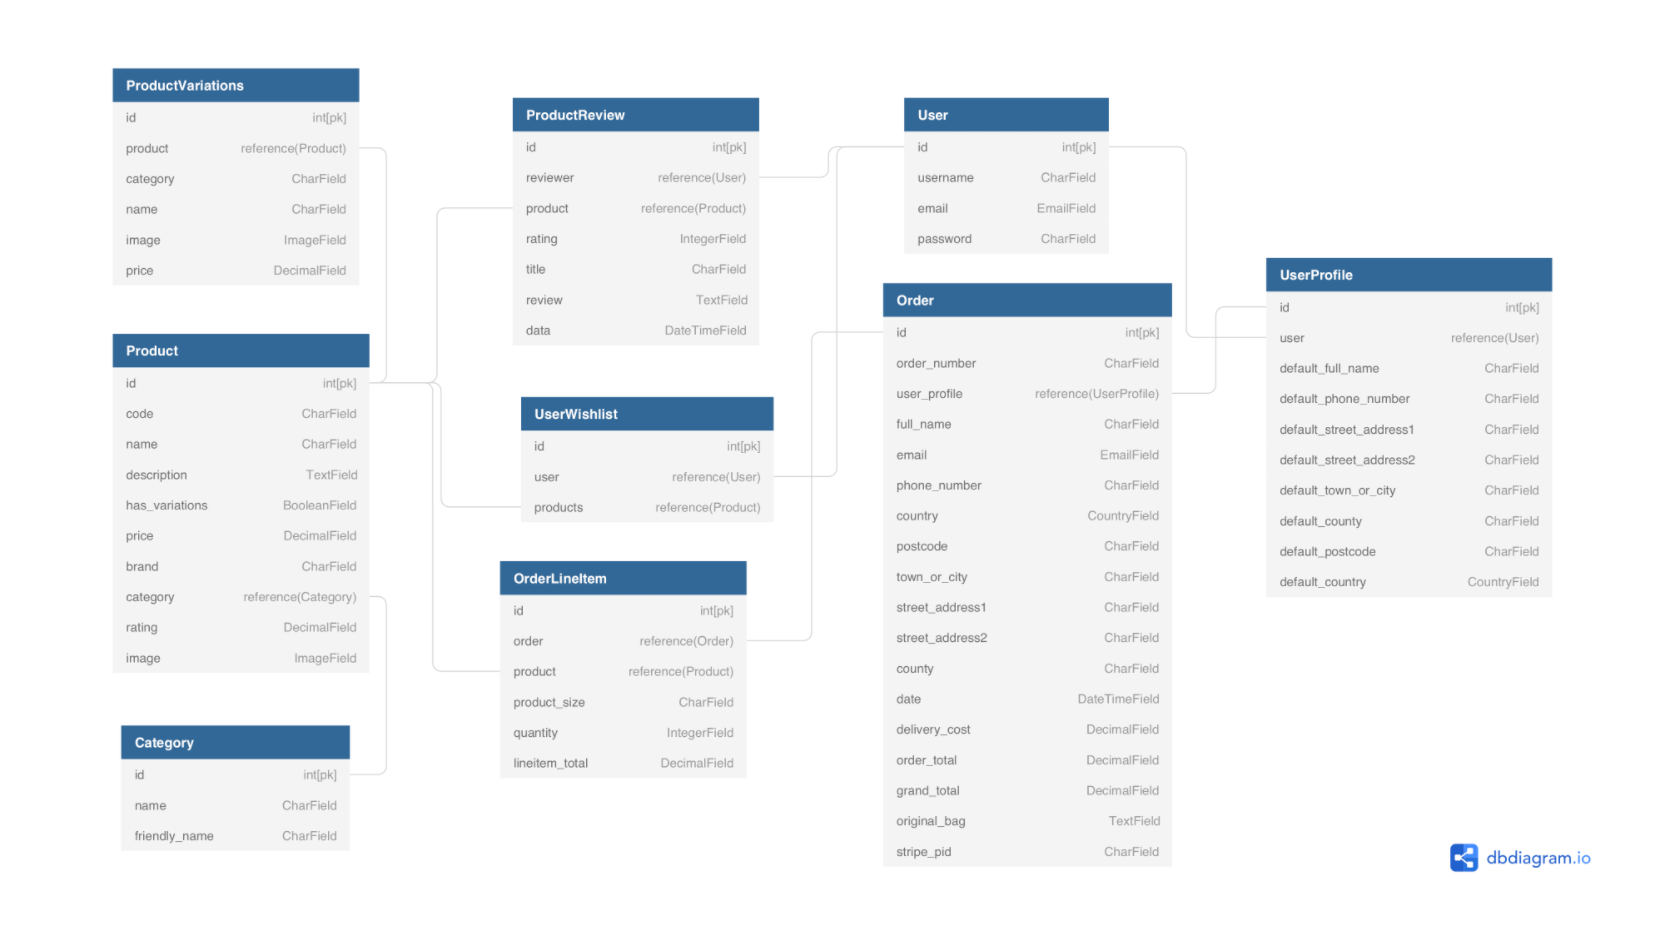 ProductVariations
id int[pk]
product reference(Product)
category CharField
name CharField
image ImageField
price DecimalField
Product
id int[pk]
code CharField
name CharField
description TextField
has_variations BooleanField
price DecimalField
brand CharField
category reference(Category)
rating DecimalField
image ImageField
Category
id int[pk]
name CharField
friendly_name CharField
ProductReview
id int[pk]
reviewer reference(User)
product reference(Product)
rating IntegerField
title CharField
review TextField
data DateTimeField
UserWishlist
id int[pk]
user reference(User)
products reference(Product)
OrderLineItem
id int[pk]
order reference(Order)
product reference(Product)
product_size CharField
quantity IntegerField
lineitem_total DecimalField
User
id int[pk]
username CharField
email EmailField
password CharField
Order
id int[pk]
order_number CharField
user_profile reference(UserProfile)
full_name CharField
email EmailField
phone_number CharField
country CountryField
postcode CharField
town_or_city CharField
street_address1 CharField
street_address2 CharField
county CharField
date DateTimeField
delivery_cost DecimalField
order_total DecimalField
grand_total DecimalField
original_bag TextField
stripe_pid CharField
UserProfile
id int[pk]
user reference(User)
default_full_name CharField
default_phone_number CharField
default_street_address1 CharField
default_street_address2 CharField
default_town_or_city CharField
default_county CharField
default_postcode CharField
default_country CountryField
dbdiagram.io